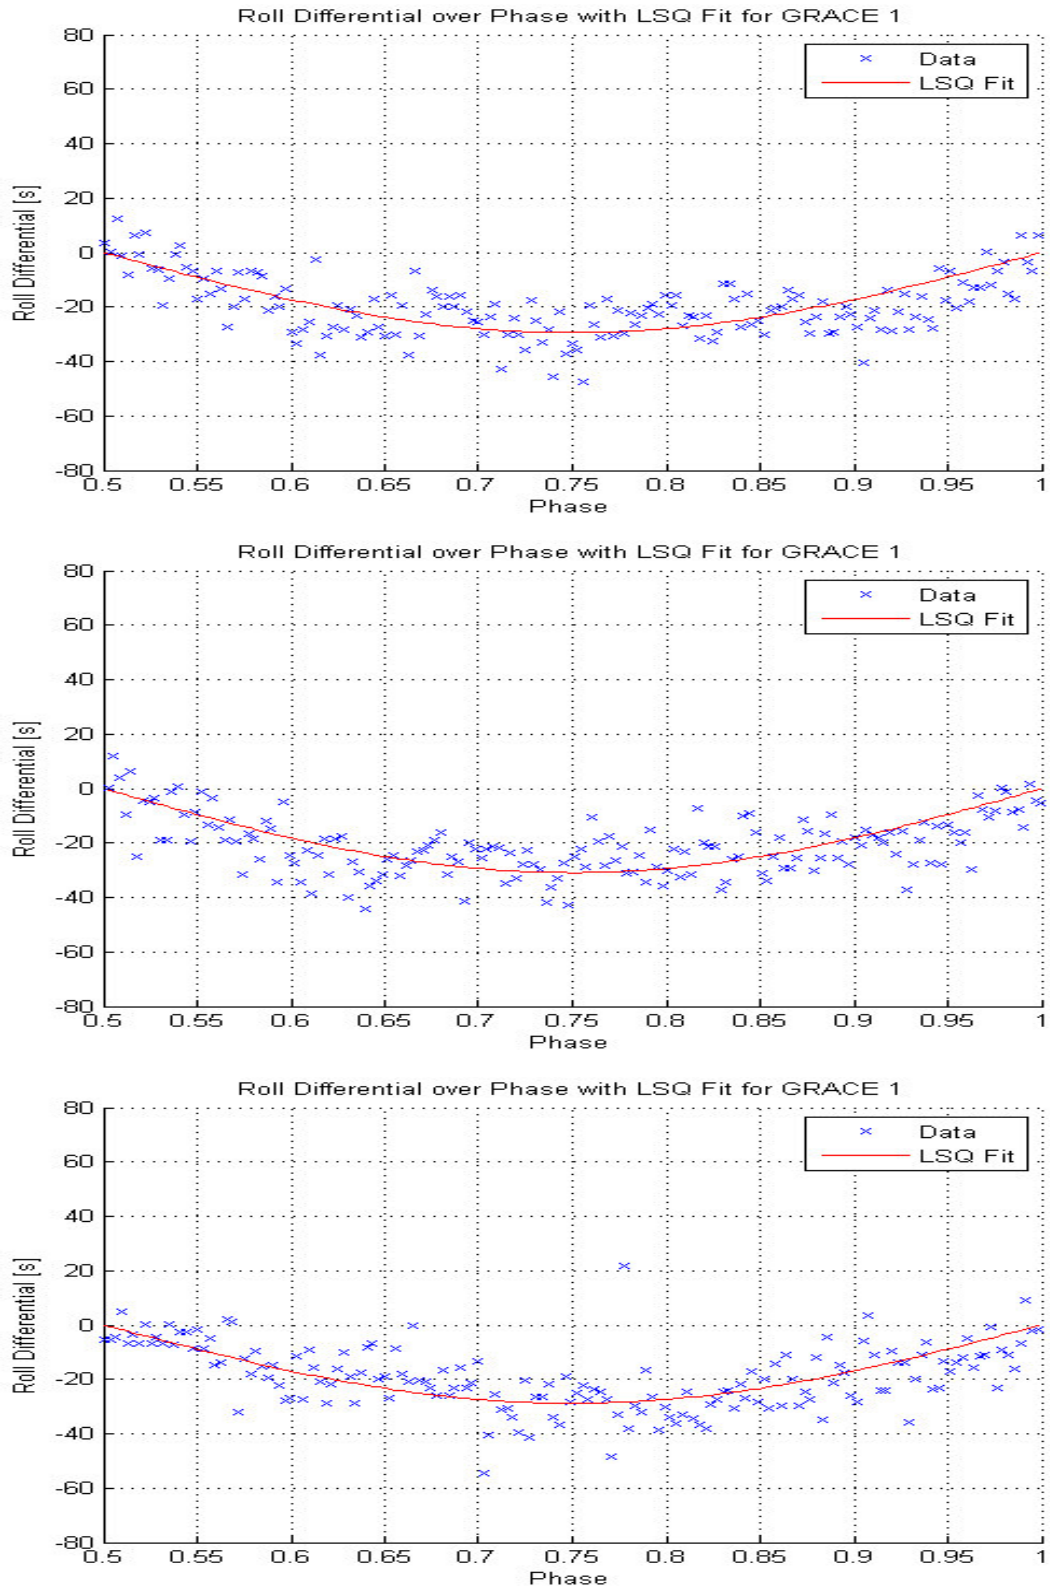 Roll Differential over Phase with LSQ Fit for GRACE 1
80
60
40
20
0
-20
-40
-60
-80
Roll Differential [s]
Data
LSQ Fit
0.5 0.55 0.6 0.65 0.7 0.75 0.8 0.85 0.9 0.95 1
Phase
Roll Differential over Phase with LSQ Fit for GRACE 1
80
60
40
20
0
-20
-40
-60
-80
Roll Differential [s]
Data
LSQ Fit
0.5 0.55 0.6 0.65 0.7 0.75 0.8 0.85 0.9 0.95 1
Phase
Roll Differential over Phase with LSQ Fit for GRACE 1
80
60
40
20
0
-20
-40
-60
-80
Roll Differential [s]
Data
LSQ Fit
0.5 0.55 0.6 0.65 0.7 0.75 0.8 0.85 0.9 0.95 1
Phase